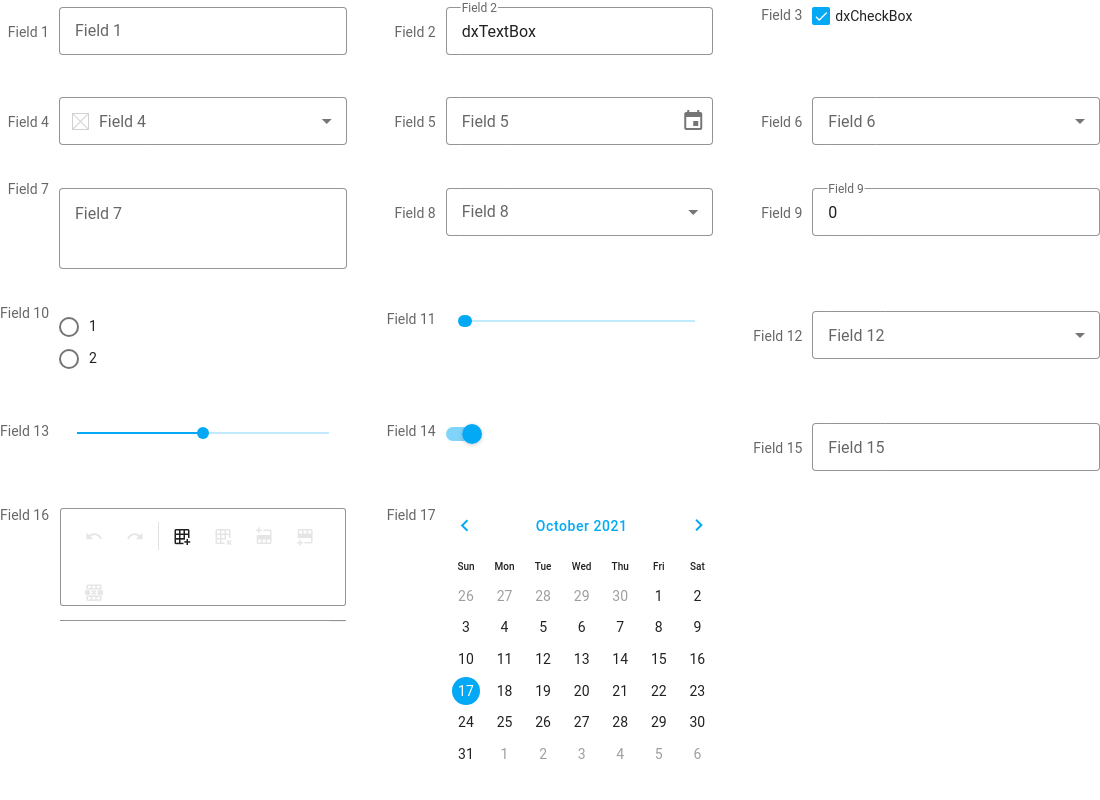 Field 1 Field 1
Field 2 Field 2
dxTextBox
Field 3 dxCheckBox
Field 4 Field 4
Field 5 Field 5
Field 6 Field 6
Field 7 Field 7
Field 8 Field 8
Field 9 Field 9
0
Field 10
1
2
Field 11
Field 12 Field 12
Field 13
Field 14
Field 15 Field 15
Field 16
Field 17
October 2021
Sun Mon Tue Wed Thu Fri Sat
26 27 28 29 30 1 2
3 4 5 6 7 8 9
10 11 12 13 14 15 16
17 18 19 20 21 22 23
24 25 26 27 28 29 30
31 1 2 3 4 5 6